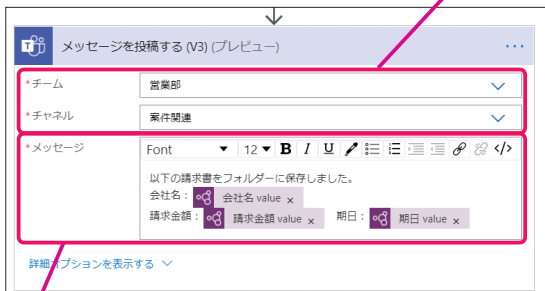 メッセージを投稿する (V3) (プレビュー)
*チーム 営業部
*チャネル 案件関連
*メッセージ Font 12 B I U </>
以下の請求書をフォルダーに保存しました。
会社名： 会社名 value ×
請求金額： 請求金額 value × 期日： 期日 value ×
詳細オプションを表示する